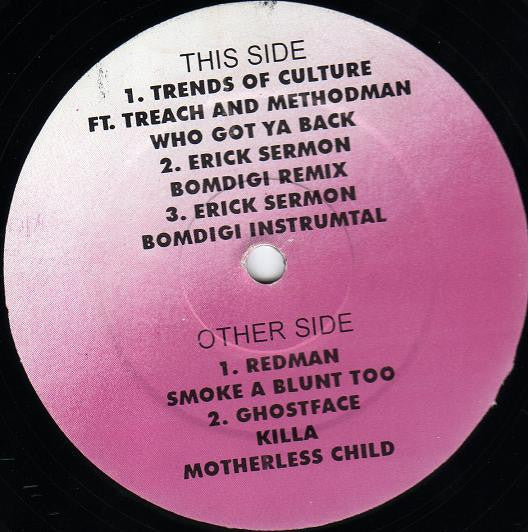 THIS SIDE
1. TRENDS OF CULTURE
FT. TREACH AND METHODMAN
WHO GOT YA BACK
2. ERICK SERMON
BOMDIGI REMIX
3. ERICK SERMON
BOMDIGI INSTRUMTAL
OTHER SIDE
1. REDMAN
SMOKE A BLUNT TOO
2. GHOSTFACE
KILLA
MOTHERLESS CHILD